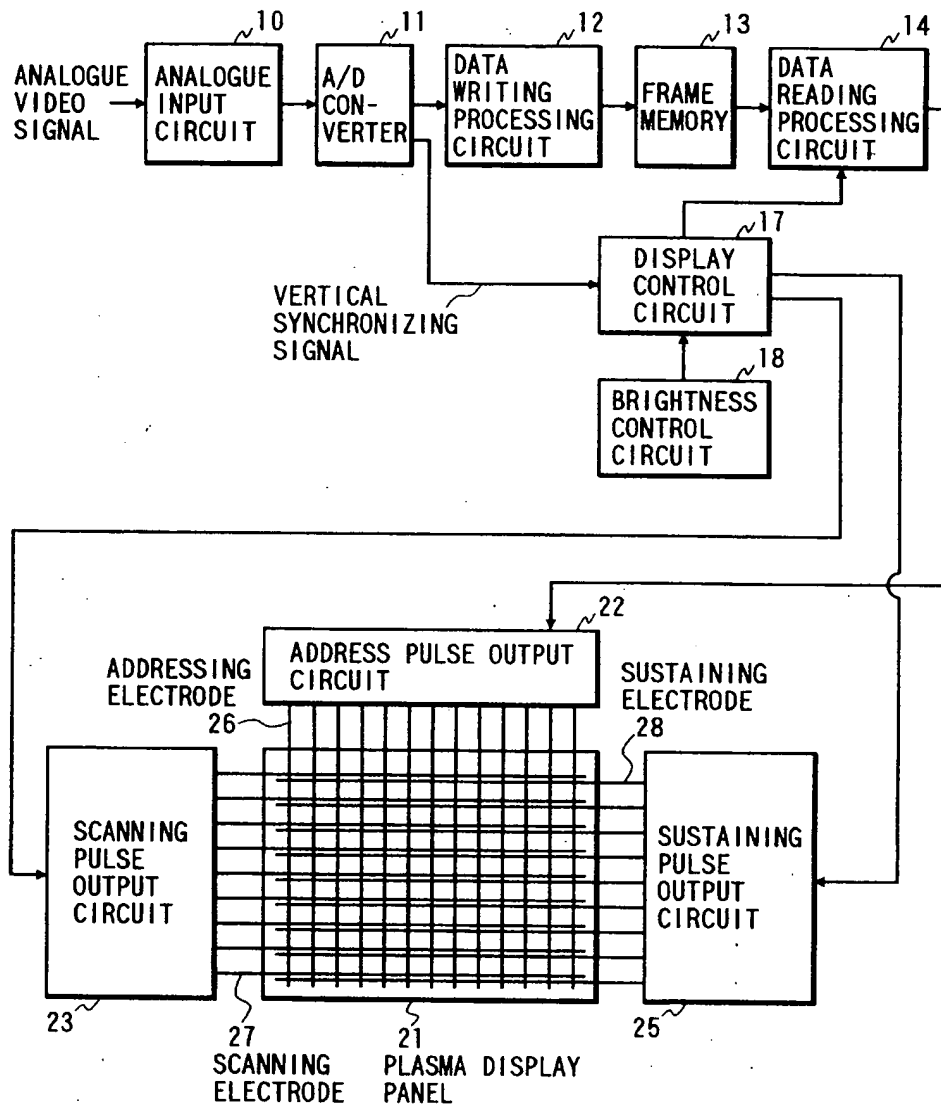 10
11
12
13
14
ANALOGUE
VIDEO
SIGNAL
ANALOGUE
INPUT
CIRCUIT
A/D
CON-
VERTER
DATA
WRITING
PROCESSING
CIRCUIT
FRAME
MEMORY
DATA
READING
PROCESSING
CIRCUIT
17
DISPLAY
CONTROL
CIRCUIT
VERTICAL
SYNCHRONIZING
SIGNAL
18
BRIGHTNESS
CONTROL
CIRCUIT
22
ADDRESS PULSE OUTPUT
CIRCUIT
ADDRESSING
ELECTRODE
26
SUSTAINING
ELECTRODE
28
SCANNING
PULSE
OUTPUT
CIRCUIT
SUSTAINING
PULSE
OUTPUT
CIRCUIT
23
27
21
25
SCANNING
ELECTRODE
PLASMA DISPLAY
PANEL